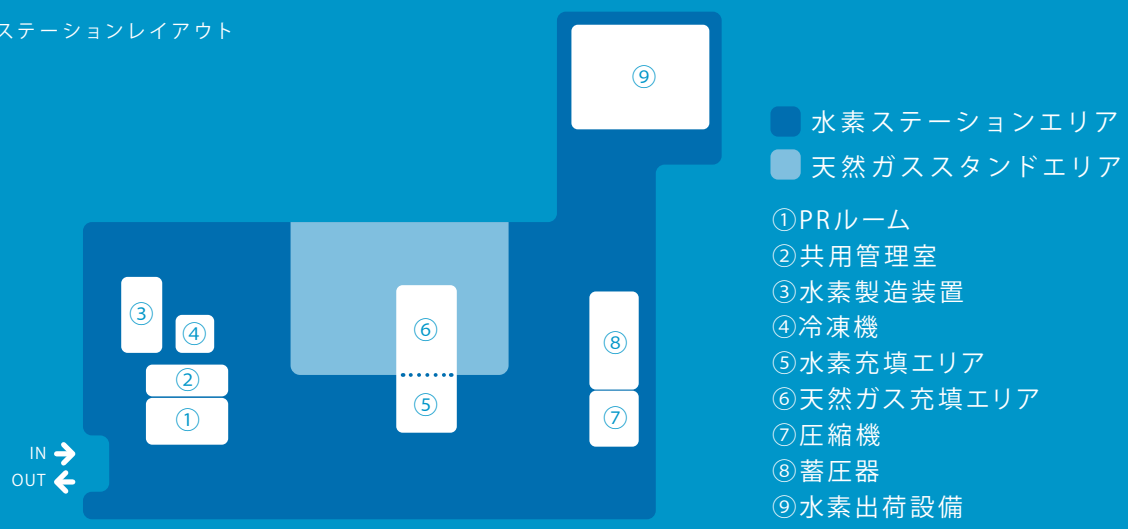 ステーションレイアウト
⑨
水素ステーションエリア
天然ガススタンドエリア
①PRルーム
②共用管理室
③水素製造装置
④冷凍機
⑤水素充填エリア
⑥天然ガス充填エリア
⑦圧縮機
⑧蓄圧器
⑨水素出荷設備
③
④
⑥
⑧
②
①
⑤
⑦
IN
OUT